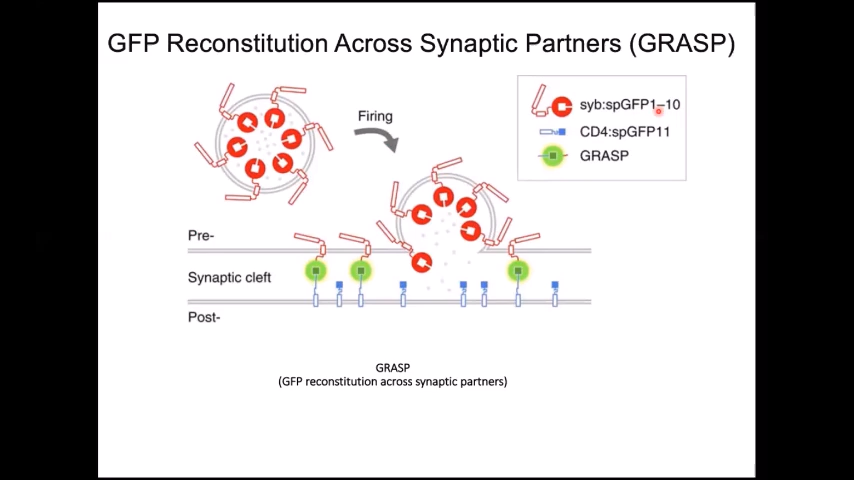 GFP Reconstitution Across Synaptic Partners (GRASP)
Firing
syb:spGFP1–10
CD4:spGFP11
GRASP
Pre-
Synaptic cleft
Post-
GRASP
(GFP reconstitution across synaptic partners)